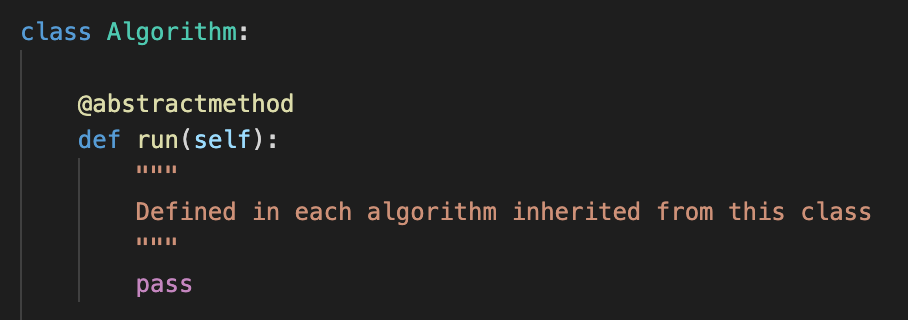 class Algorithm:
@abstractmethod
def run(self):
"""
Defined in each algorithm inherited from this class
"""
pass